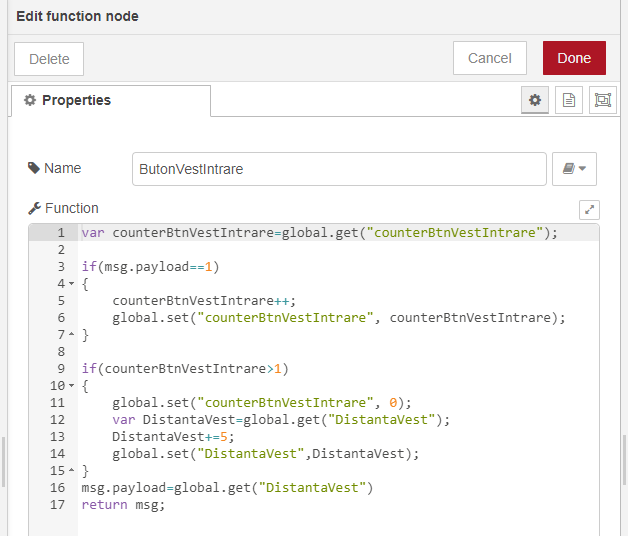 Edit function node
Delete
Cancel
Done
Properties
Name
ButonVestIntrare
Function
1 var counterBtnVestIntrare=global.get("counterBtnVestIntrare");
2
3 if(msg.payload==1)
4 {
5 counterBtnVestIntrare++;
6 global.set("counterBtnVestIntrare", counterBtnVestIntrare);
7 }
8
9 if(counterBtnVestIntrare>1)
10 {
11 global.set("counterBtnVestIntrare", 0);
12 var DistantaVest=global.get("DistantaVest");
13 DistantaVest+=5;
14 global.set("DistantaVest",DistantaVest);
15 }
16 msg.payload=global.get("DistantaVest")
17 return msg;